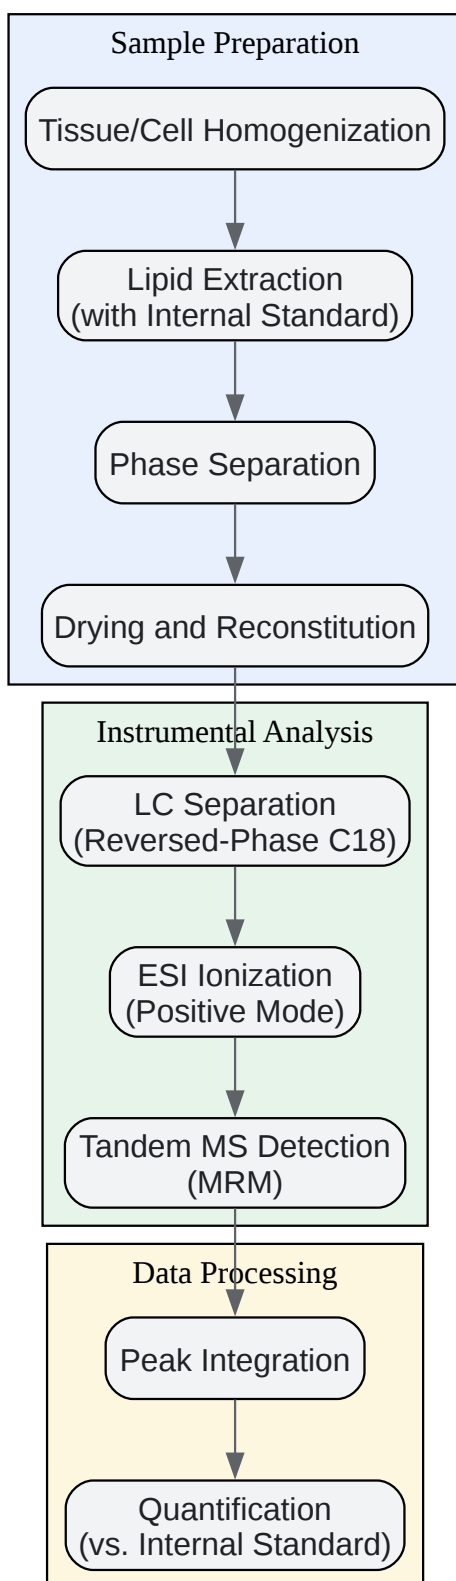 Sample Preparation
Tissue/Cell Homogenization
Lipid Extraction
(with Internal Standard)
Phase Separation
Drying and Reconstitution
Instrumental Analysis
LC Separation
(Reversed-Phase C18)
ESI Ionization
(Positive Mode)
Tandem MS Detection
(MRM)
Data Processing
Peak Integration
Quantification
(vs. Internal Standard)